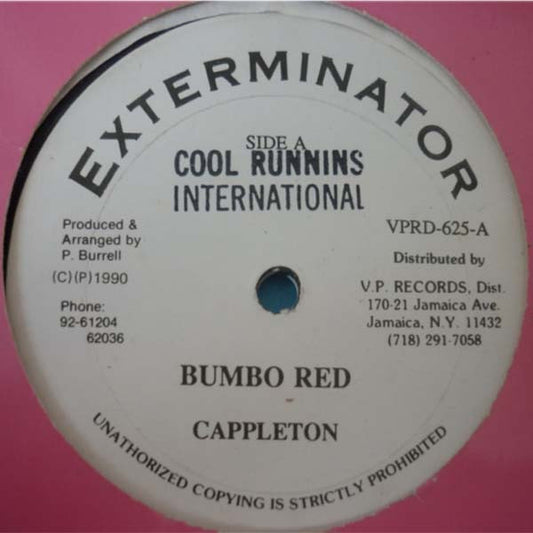 EXTERMINATOR
SIDE A
COOL RUNNINS
INTERNATIONAL
Produced &
Arranged by
P. Burrell
(C)(P)1990
Phone:
92-61204
62036
VPRD-625-A
Distributed by
V.P. RECORDS, Dist.
170-21 Jamaica Ave.
Jamaica, N.Y. 11432
(718) 291-7058
BUMBO RED
CAPPLETON
UNATHORIZED COPYING IS STRICTLY PROHIBITED